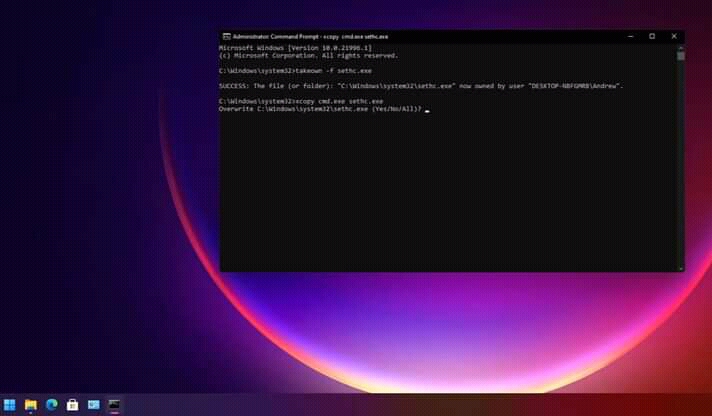 Administrator Command Prompt - xcopy cmd.exe sethc.exe
Microsoft Windows [Version 10.0.21996.1]
(c) Microsoft Corporation. All rights reserved.
C:\Windows\system32>takeown -f sethc.exe
SUCCESS: The file (or folder): "C:\Windows\system32\sethc.exe" now owned by user "DESKTOP-NBFGMRB\Andrew".
C:\Windows\system32>xcopy cmd.exe sethc.exe
Overwrite C:\Windows\system32\sethc.exe (Yes/No/All)?